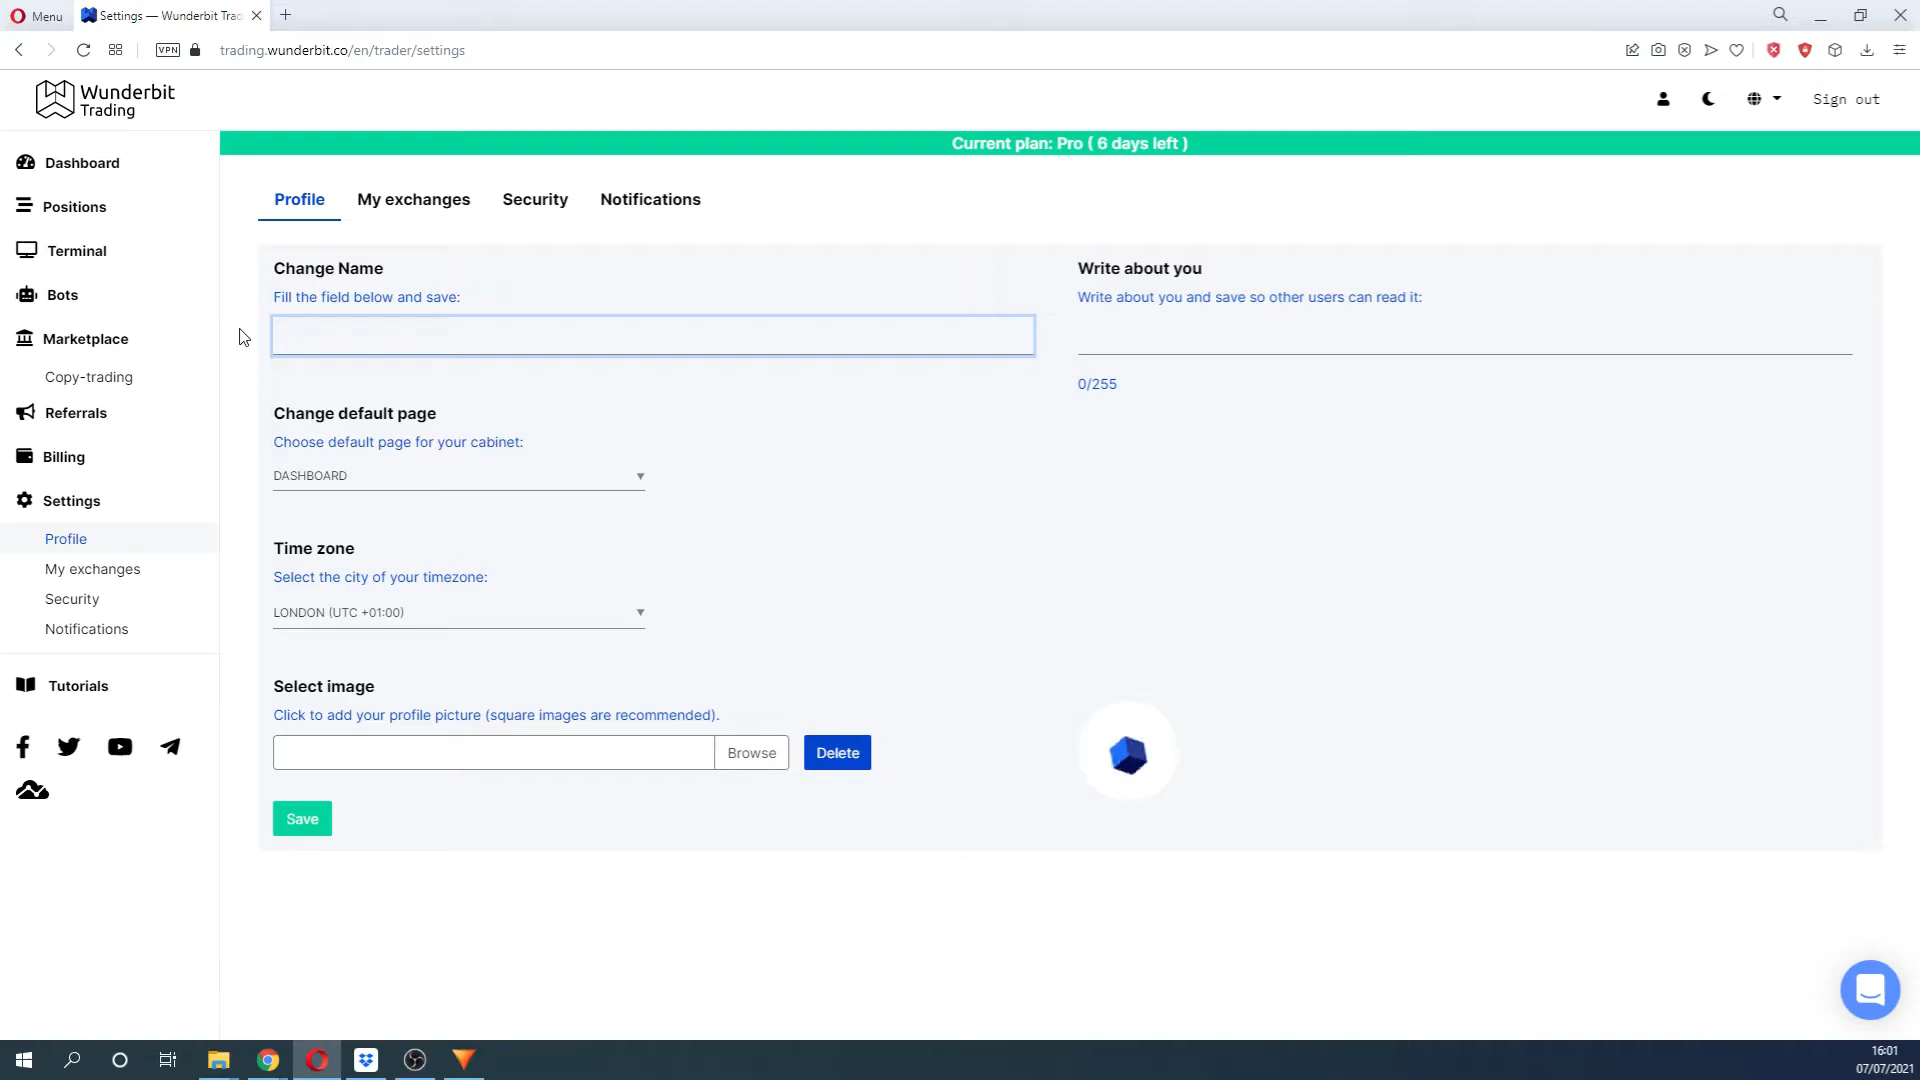 Menu
Settings — Wunderbit Trad
VPN
trading.wunderbit.co/en/trader/settings
Wunderbit
Trading
Sign out
Current plan: Pro ( 6 days left )
Dashboard
Positions
Terminal
Bots
Marketplace
Copy-trading
Referrals
Billing
Settings
Profile
My exchanges
Security
Notifications
Tutorials
Profile
My exchanges
Security
Notifications
Change Name
Fill the field below and save:
Write about you
Write about you and save so other users can read it:
0/255
Change default page
Choose default page for your cabinet:
DASHBOARD
Time zone
Select the city of your timezone:
LONDON (UTC +01:00)
Select image
Click to add your profile picture (square images are recommended).
Browse
Delete
Save
16:01
07/07/2021